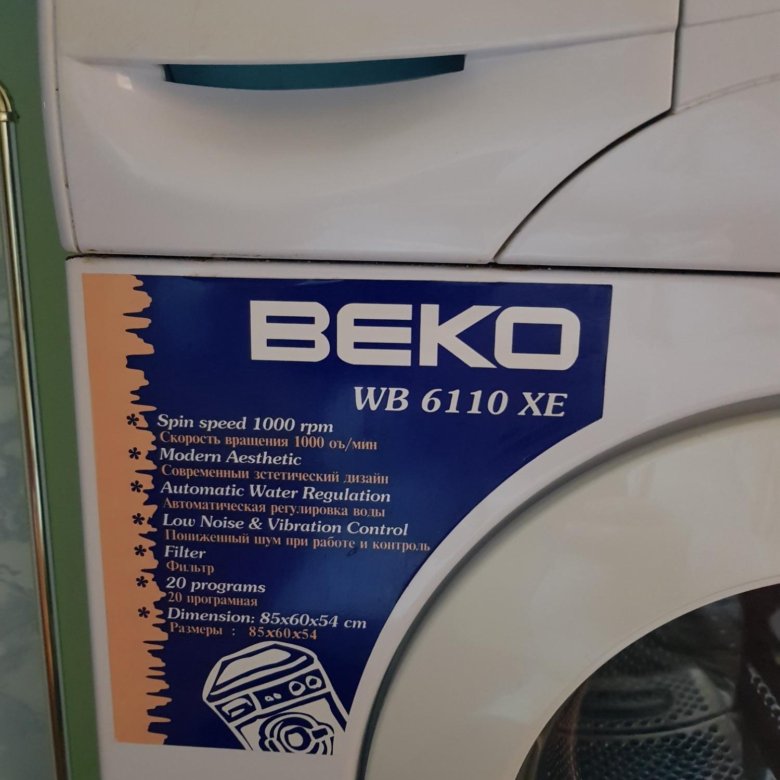 BEKO
WB 6110 XE
* Spin speed 1000 rpm
Скорость вращения 1000 оъ/мин
* Modern Aesthetic
Современныи эстетический дизайн
* Automatic Water Regulation
Автоматическая регулировка воды
* Low Noise & Vibration Control
Пониженный шум при работе и контроль
* Filter
Фильтр
* 20 programs
20 програмная
* Dimension: 85x60x54 cm
Размеры : 85x60x54